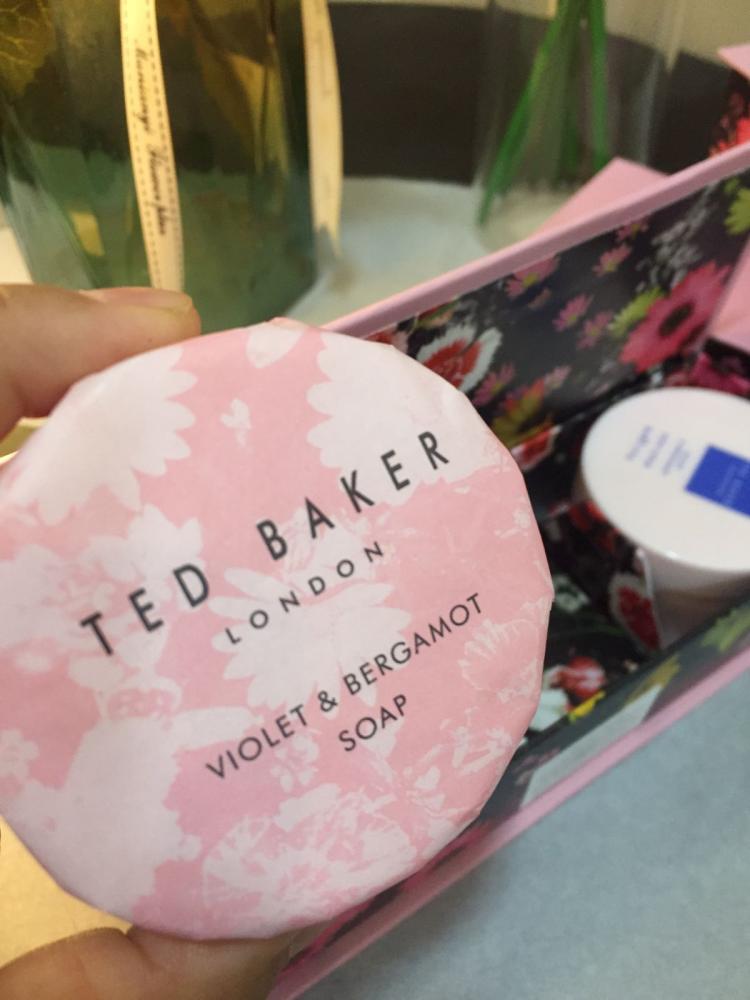 TED BAKER
LONDON
VIOLET & BERGAMOT
SOAP